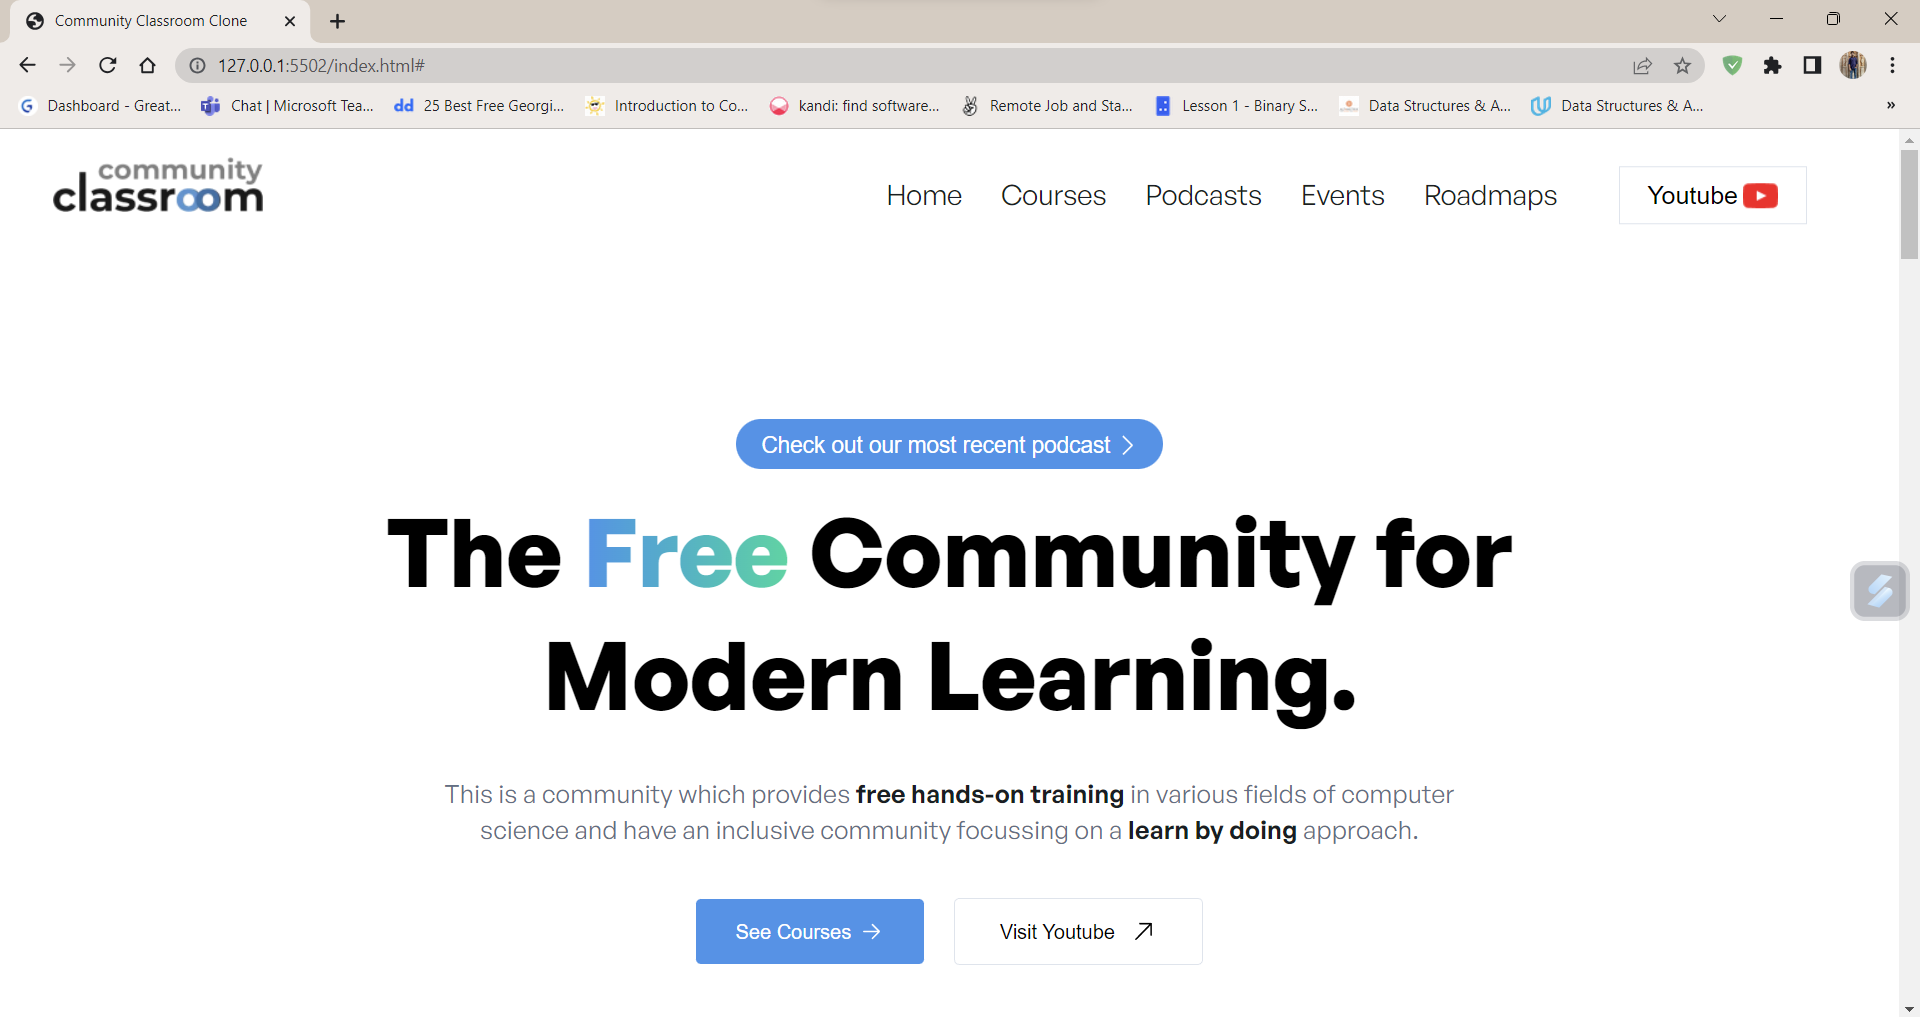 Community Classroom Clone
127.0.0.1:5502/index.html#
Dashboard - Great...
Chat | Microsoft Tea...
dd 25 Best Free Georgi...
Introduction to Co...
kandi: find software...
Remote Job and Sta...
Lesson 1 - Binary S...
Data Structures & A...
Data Structures & A...
»
community
classroom
Home
Courses
Podcasts
Events
Roadmaps
Youtube
Check out our most recent podcast
The Free Community for
Modern Learning.
This is a community which provides free hands-on training in various fields of computer
science and have an inclusive community focussing on a learn by doing approach.
See Courses
Visit Youtube